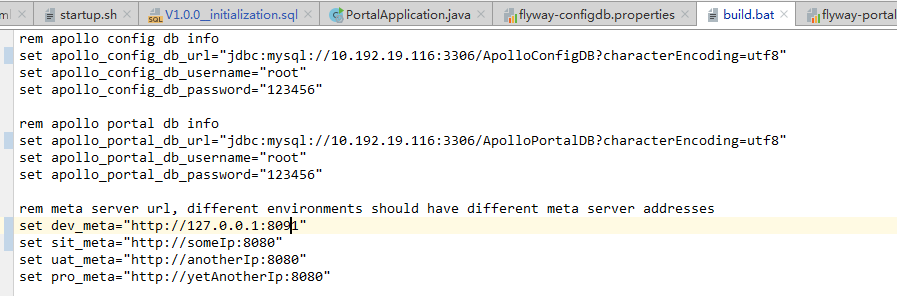 ml startup.sh V1.0.0__initialization.sql PortalApplication.java flyway-configdb.properties build.bat flyway-portal
rem apollo config db info
set apollo_config_db_url="jdbc:mysql://10.192.19.116:3306/ApolloConfigDB?characterEncoding=utf8"
set apollo_config_db_username="root"
set apollo_config_db_password="123456"
rem apollo portal db info
set apollo_portal_db_url="jdbc:mysql://10.192.19.116:3306/ApolloPortalDB?characterEncoding=utf8"
set apollo_portal_db_username="root"
set apollo_portal_db_password="123456"
rem meta server url, different environments should have different meta server addresses
set dev_meta="http://127.0.0.1:8091"
set sit_meta="http://someIp:8080"
set uat_meta="http://anotherIp:8080"
set pro_meta="http://yetAnotherIp:8080"